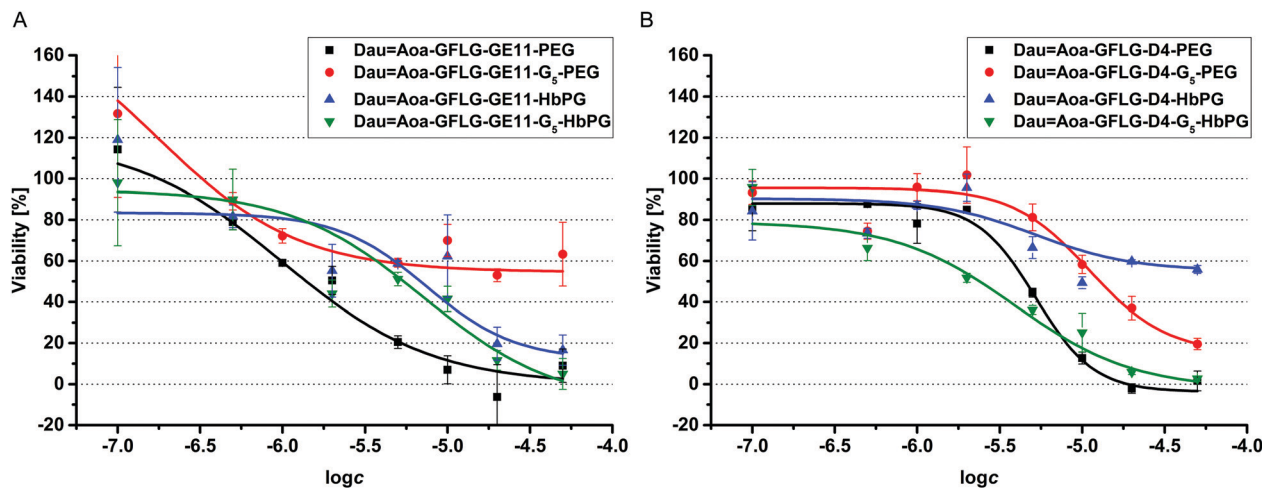 A
Viability [%]
160
140
120
100
80
60
40
20
0
-20
-7.0
-6.5
-6.0
-5.5
-5.0
-4.5
-4.0
logc
Dau=Aoa-GFLG-GE11-PEG
Dau=Aoa-GFLG-GE11-G₅-PEG
Dau=Aoa-GFLG-GE11-HbPG
Dau=Aoa-GFLG-GE11-G₅-HbPG
B
Viability [%]
160
140
120
100
80
60
40
20
0
-20
-7.0
-6.5
-6.0
-5.5
-5.0
-4.5
-4.0
logc
Dau=Aoa-GFLG-D4-PEG
Dau=Aoa-GFLG-D4-G₅-PEG
Dau=Aoa-GFLG-D4-HbPG
Dau=Aoa-GFLG-D4-G₅-HbPG